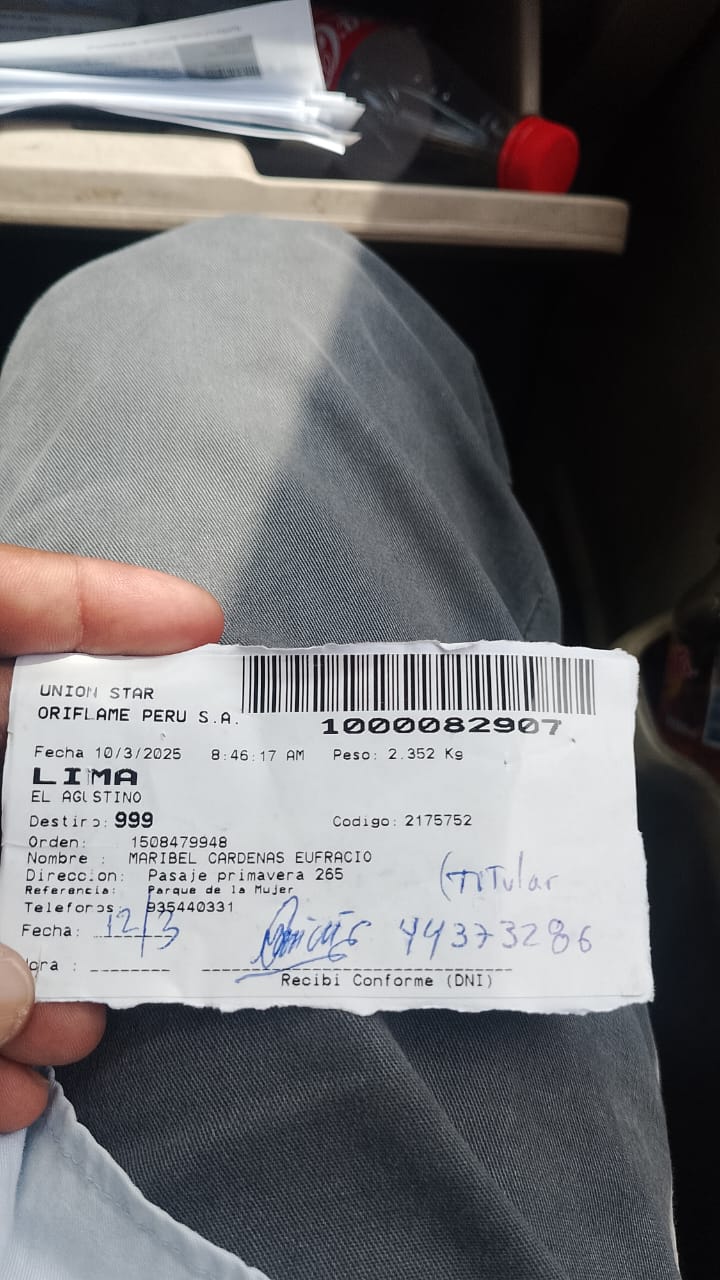 UNION STAR
ORIFLAME PERU S.A.
1000082907
Fecha 10/3/2025 8:46:17 AM Peso: 2.352 Kg
LIMA
EL AGUSTINO
Destino: 999 Codigo: 2175752
Orden: 1508479948
Nombre : MARIBEL CARDENAS EUFRACIO
Direccion: Pasaje primavera 265
(TITular
Referencia: Parque de la Mujer
Telefonos: 935440331
Fecha: 12/3 44373286
Hora : -------- ------------------------------
Recibi Conforme (DNI)